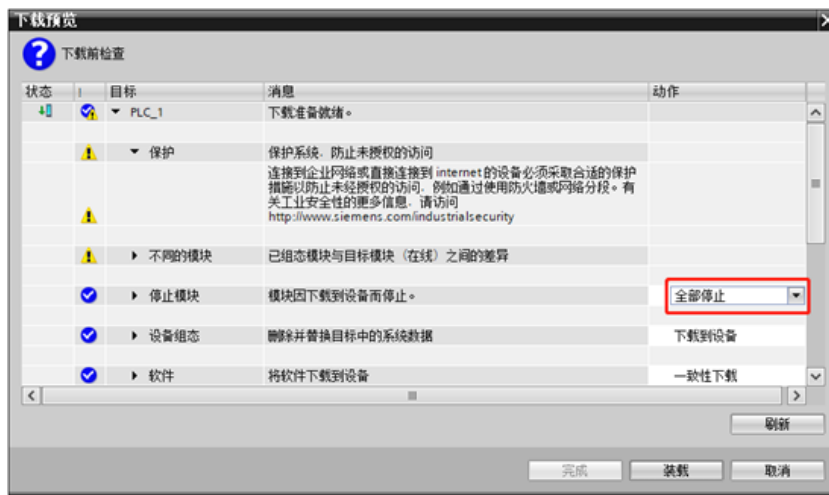 下载预览
下载前检查
状态 ! 目标 消息 动作
PLC_1 下载准备就绪。
保护 保护系统，防止未授权的访问
连接到企业网络或直接连接到 internet 的设备必须采取合适的保护
措施以防止未经授权的访问，例如通过使用防火墙或网络分段。有
关工业安全性的更多信息，请访问
http://www.siemens.com/industrialsecurity
不同的模块 已组态模块与目标模块（在线）之间的差异
停止模块 模块因下载到设备而停止。 全部停止
设备组态 删除并替换目标中的系统数据 下载到设备
软件 将软件下载到设备 一致性下载
刷新
完成 装载 取消